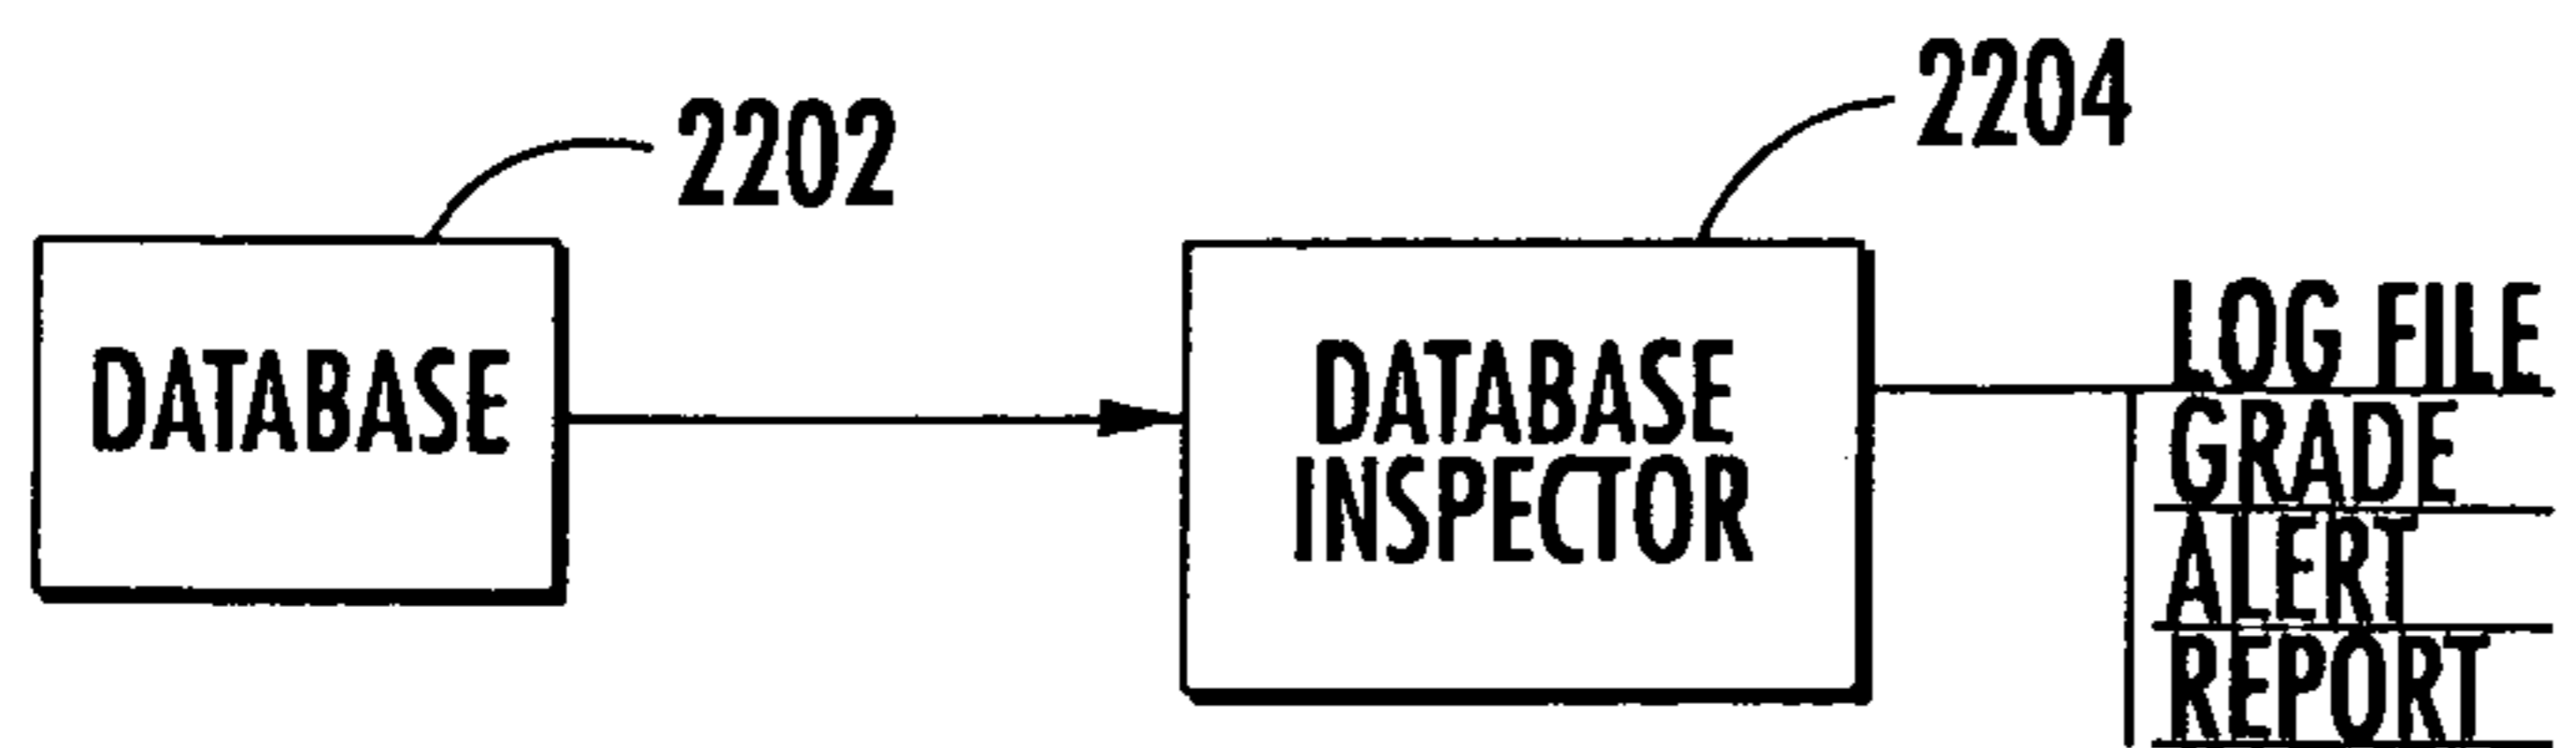 2202
2204
DATABASE
DATABASE
INSPECTOR
LOG FILE
GRADE
ALERT
REPORT